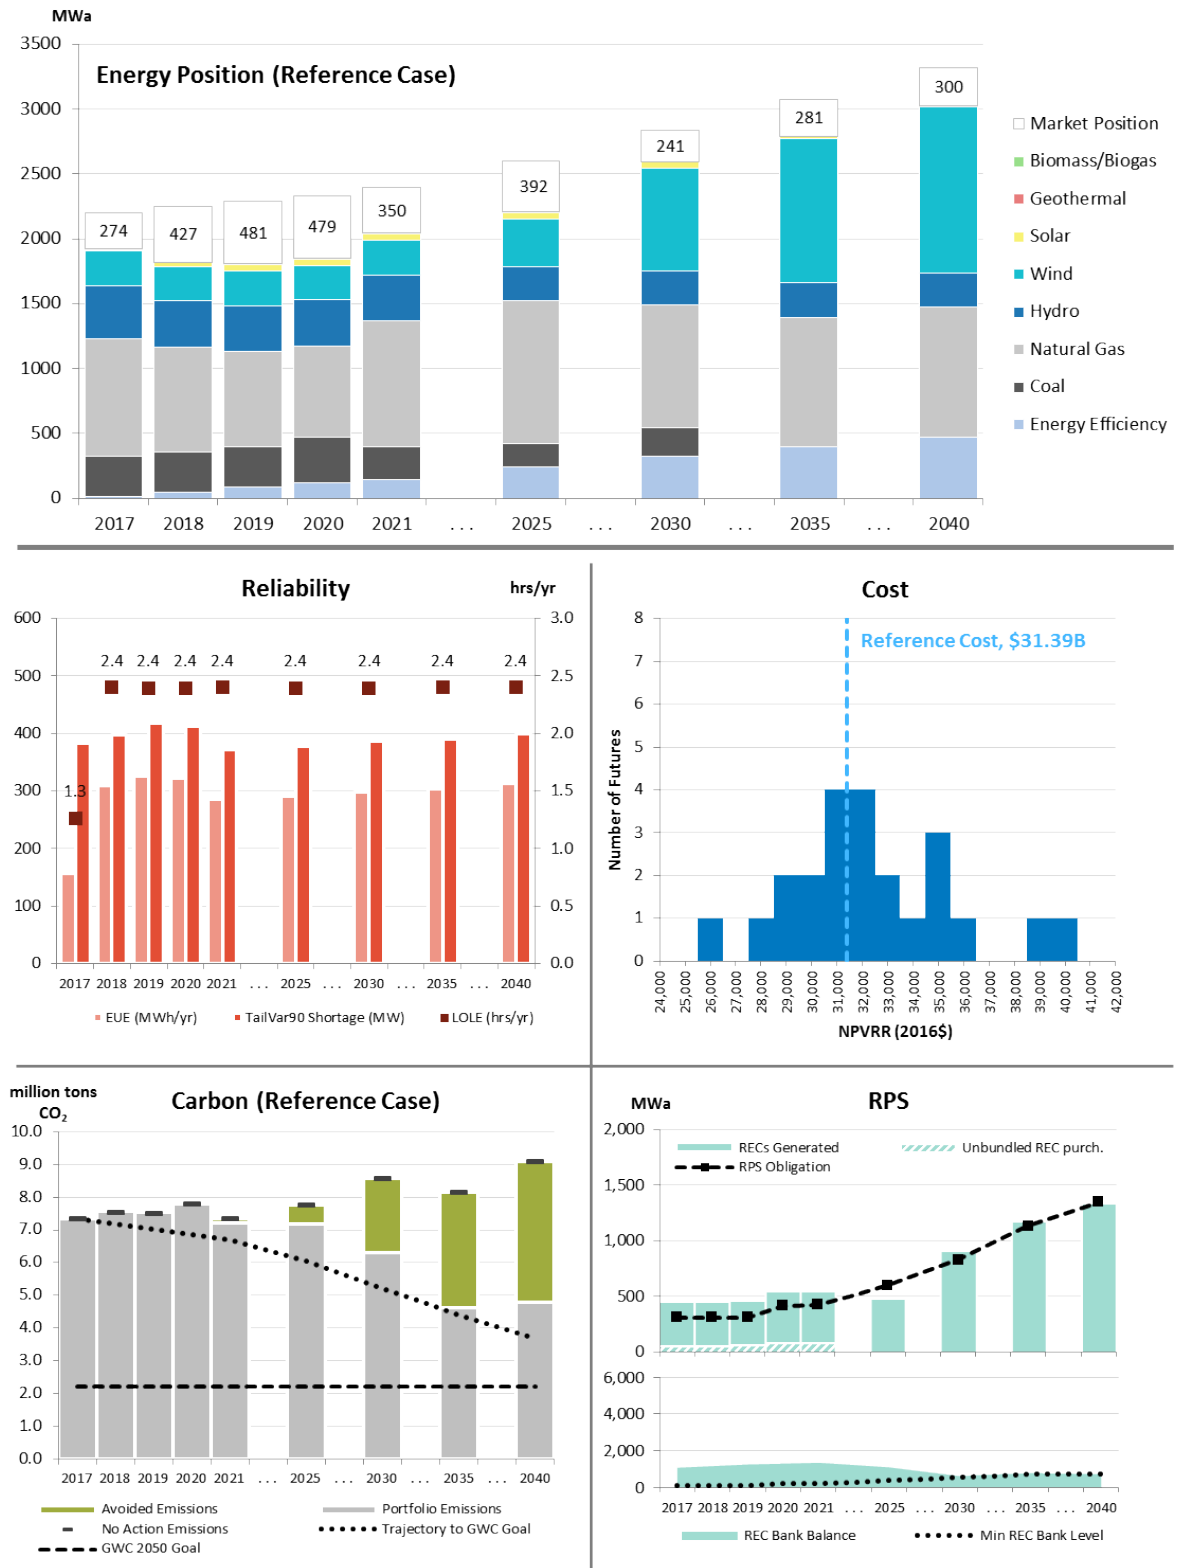 MWa
Energy Position (Reference Case)
3500
3000
2500
2000
1500
1000
500
0
274
427
481
479
350
392
241
281
300
2017 2018 2019 2020 2021 ... 2025 ... 2030 ... 2035 ... 2040
Market Position
Biomass/Biogas
Geothermal
Solar
Wind
Hydro
Natural Gas
Coal
Energy Efficiency
Reliability
hrs/yr
600
500
400
300
200
100
0
3.0
2.5
2.0
1.5
1.0
0.5
0.0
1.3
2.4 2.4 2.4 2.4 2.4 2.4 2.4 2.4
2017 2018 2019 2020 2021 ... 2025 ... 2030 ... 2035 ... 2040
EUE (MWh/yr) TailVar90 Shortage (MW) LOLE (hrs/yr)
Cost
Reference Cost, $31.39B
Number of Futures
8
7
6
5
4
3
2
1
0
24,000
25,000
26,000
27,000
28,000
29,000
30,000
31,000
32,000
33,000
34,000
35,000
36,000
37,000
38,000
39,000
40,000
41,000
42,000
NPVRR (2016$)
million tons
CO₂
Carbon (Reference Case)
10.0
9.0
8.0
7.0
6.0
5.0
4.0
3.0
2.0
1.0
0.0
2017 2018 2019 2020 2021 ... 2025 ... 2030 ... 2035 ... 2040
Avoided Emissions Portfolio Emissions
No Action Emissions Trajectory to GWC Goal
GWC 2050 Goal
MWa
RPS
2,000
1,500
1,000
500
0
RECs Generated Unbundled REC purch.
RPS Obligation
6,000
4,000
2,000
0
2017 2018 2019 2020 2021 ... 2025 ... 2030 ... 2035 ... 2040
REC Bank Balance Min REC Bank Level